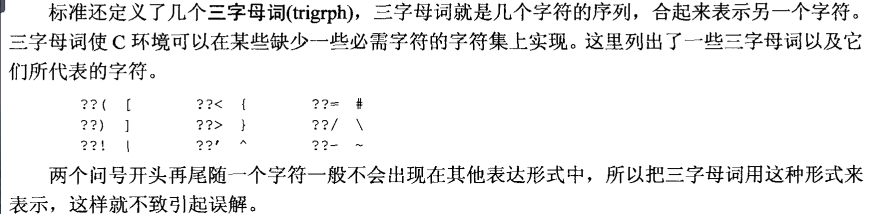 标准还定义了几个三字母词(trigrph)，三字母词就是几个字符的序列，合起来表示另一个字符。
三字母词使 C 环境可以在某些缺少一些必需字符的字符集上实现。这里列出了一些三字母词以及它
们所代表的字符。
??( [ ??< { ??= #
??) ] ??> } ??/ \
??! | ??' ^ ??- ~
两个问号开头再尾随一个字符一般不会出现在其他表达形式中，所以把三字母词用这种形式来
表示，这样就不致引起误解。